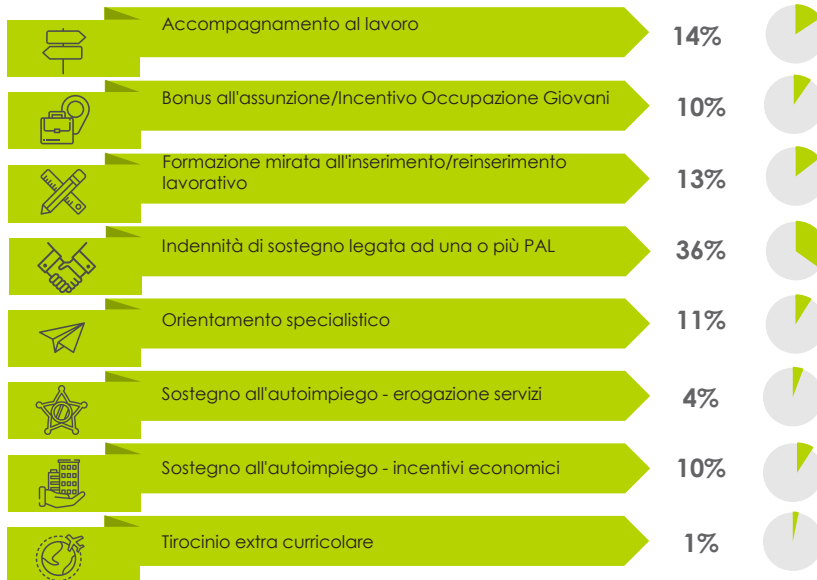 Accompagnamento al lavoro
14%
Bonus all'assunzione/Incentivo Occupazione Giovani
10%
Formazione mirata all'inserimento/reinserimento
lavorativo
13%
Indennità di sostegno legata ad una o più PAL
36%
Orientamento specialistico
11%
Sostegno all'autoimpiego - erogazione servizi
4%
Sostegno all'autoimpiego - incentivi economici
10%
Tirocinio extra curricolare
1%